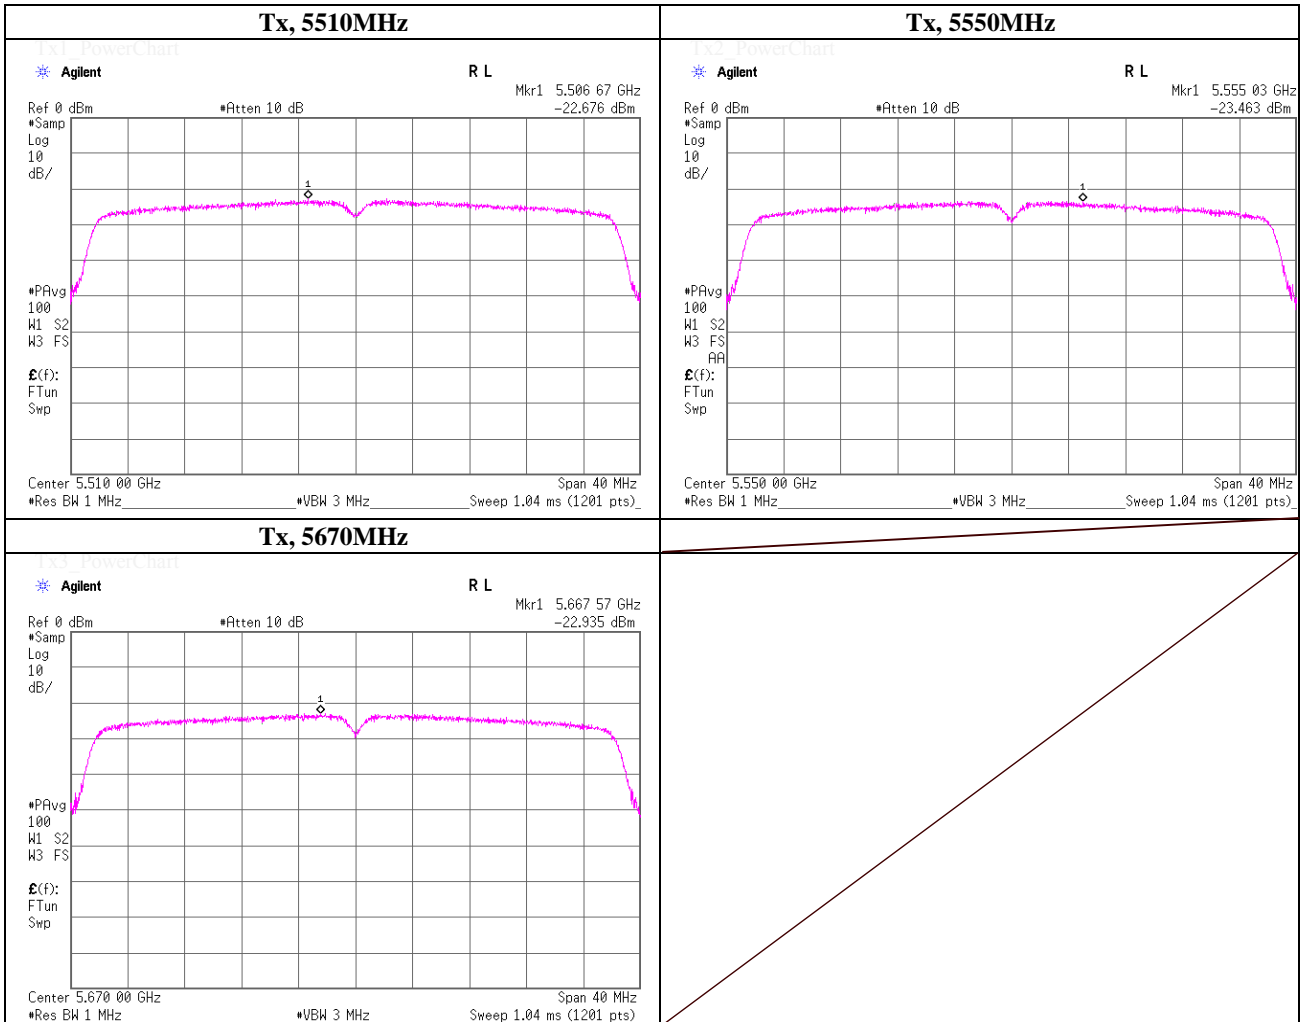 Tx, 5510MHz
Tx1_PowerChart
Agilent
R L
Mkr1 5.506 67 GHz
Ref 0 dBm #Atten 10 dB -22.676 dBm
#Samp
Log
10
dB/
1
#PAvg
100
W1 S2
W3 FS
£(f):
FTun
Swp
Center 5.510 00 GHz Span 40 MHz
#Res BW 1 MHz #VBW 3 MHz Sweep 1.04 ms (1201 pts)
Tx, 5550MHz
Tx2_PowerChart
Agilent
R L
Mkr1 5.555 03 GHz
Ref 0 dBm #Atten 10 dB -23.463 dBm
#Samp
Log
10
dB/
1
#PAvg
100
W1 S2
W3 FS
AA
£(f):
FTun
Swp
Center 5.550 00 GHz Span 40 MHz
#Res BW 1 MHz #VBW 3 MHz Sweep 1.04 ms (1201 pts)
Tx, 5670MHz
Tx3_PowerChart
Agilent
R L
Mkr1 5.667 57 GHz
Ref 0 dBm #Atten 10 dB -22.935 dBm
#Samp
Log
10
dB/
1
#PAvg
100
W1 S2
W3 FS
£(f):
FTun
Swp
Center 5.670 00 GHz Span 40 MHz
#Res BW 1 MHz #VBW 3 MHz Sweep 1.04 ms (1201 pts)